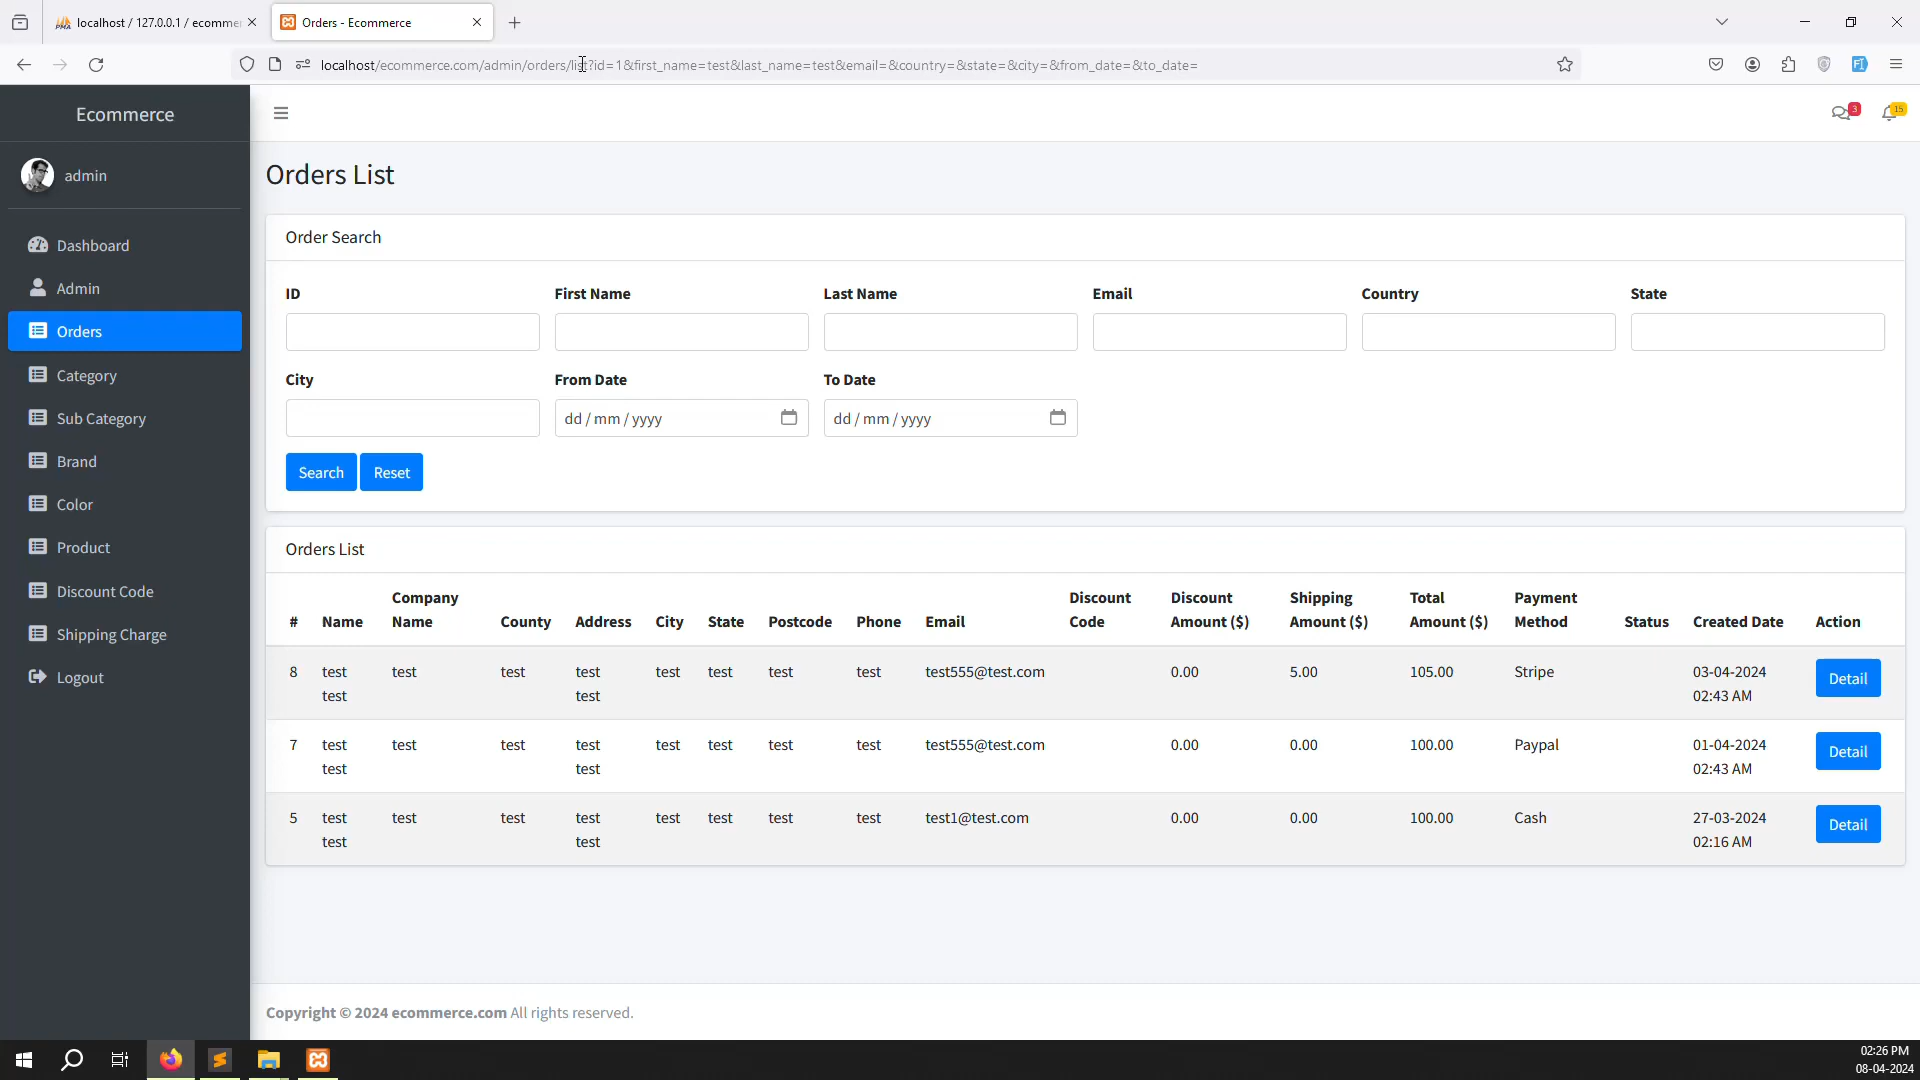 localhost / 127.0.0.1 / ecomme
Orders - Ecommerce
localhost/ecommerce.com/admin/orders/list?id=1&first_name=test&last_name=test&email=&country=&state=&city=&from_date=&to_date=
Ecommerce
3
15
admin
Dashboard
Admin
Orders
Category
Sub Category
Brand
Color
Product
Discount Code
Shipping Charge
Logout
Orders List
Order Search
ID First Name Last Name Email Country State
City From Date To Date
dd / mm / yyyy dd / mm / yyyy
Search Reset
Orders List
# Name Company Name County Address City State Postcode Phone Email Discount Code Discount Amount ($) Shipping Amount ($) Total Amount ($) Payment Method Status Created Date Action
8 test test test test test test test test test test test555@test.com 0.00 5.00 105.00 Stripe 03-04-2024 02:43 AM Detail
7 test test test test test test test test test test test555@test.com 0.00 0.00 100.00 Paypal 01-04-2024 02:43 AM Detail
5 test test test test test test test test test test test1@test.com 0.00 0.00 100.00 Cash 27-03-2024 02:16 AM Detail
Copyright © 2024 ecommerce.com All rights reserved.
02:26 PM
08-04-2024